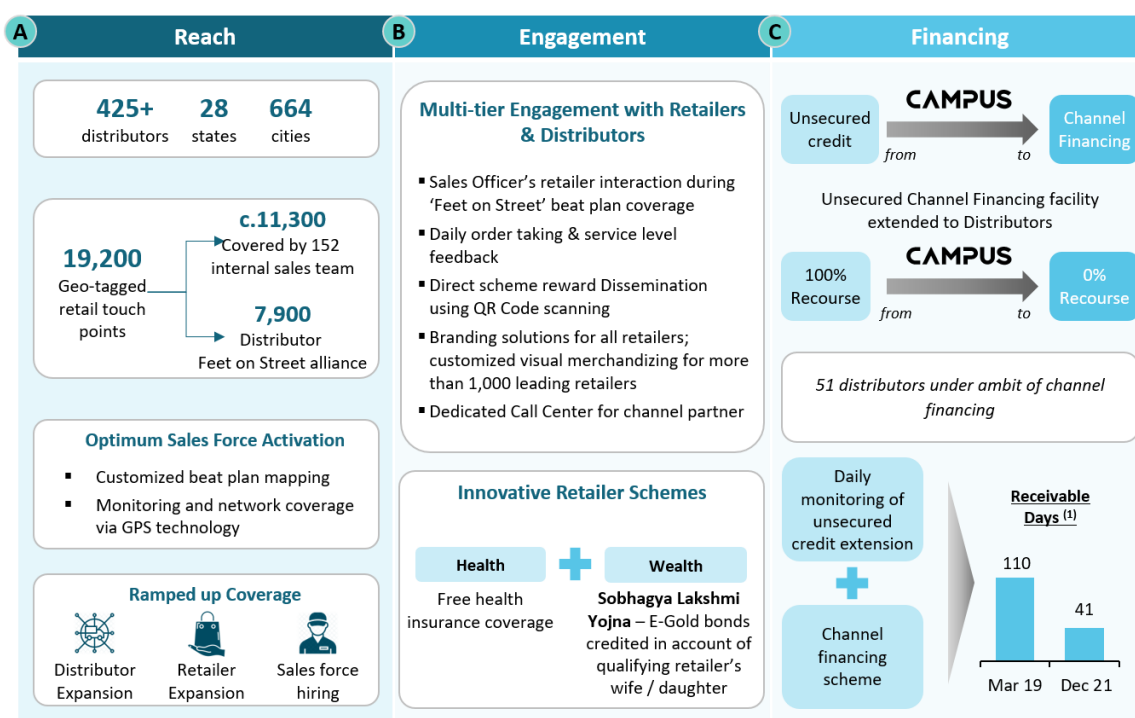 A
Reach
425+
distributors
28
states
664
cities
19,200
Geo-tagged
retail touch
points
c.11,300
Covered by 152
internal sales team
7,900
Distributor
Feet on Street alliance
Optimum Sales Force Activation
▪ Customized beat plan mapping
▪ Monitoring and network coverage
via GPS technology
Ramped up Coverage
Distributor
Expansion
Retailer
Expansion
Sales force
hiring
B
Engagement
Multi-tier Engagement with Retailers
& Distributors
▪ Sales Officer’s retailer interaction during
‘Feet on Street’ beat plan coverage
▪ Daily order taking & service level
feedback
▪ Direct scheme reward Dissemination
using QR Code scanning
▪ Branding solutions for all retailers;
customized visual merchandizing for more
than 1,000 leading retailers
▪ Dedicated Call Center for channel partner
Innovative Retailer Schemes
Health
Free health
insurance coverage
Wealth
Sobhagya Lakshmi
Yojna – E-Gold bonds
credited in account of
qualifying retailer’s
wife / daughter
C
Financing
Unsecured
credit
CAMPUS
from
to
Channel
Financing
Unsecured Channel Financing facility
extended to Distributors
100%
Recourse
CAMPUS
from
to
0%
Recourse
51 distributors under ambit of channel
financing
Daily
monitoring of
unsecured
credit extension
Channel
financing
scheme
Receivable
Days (1)
110
41
Mar 19
Dec 21